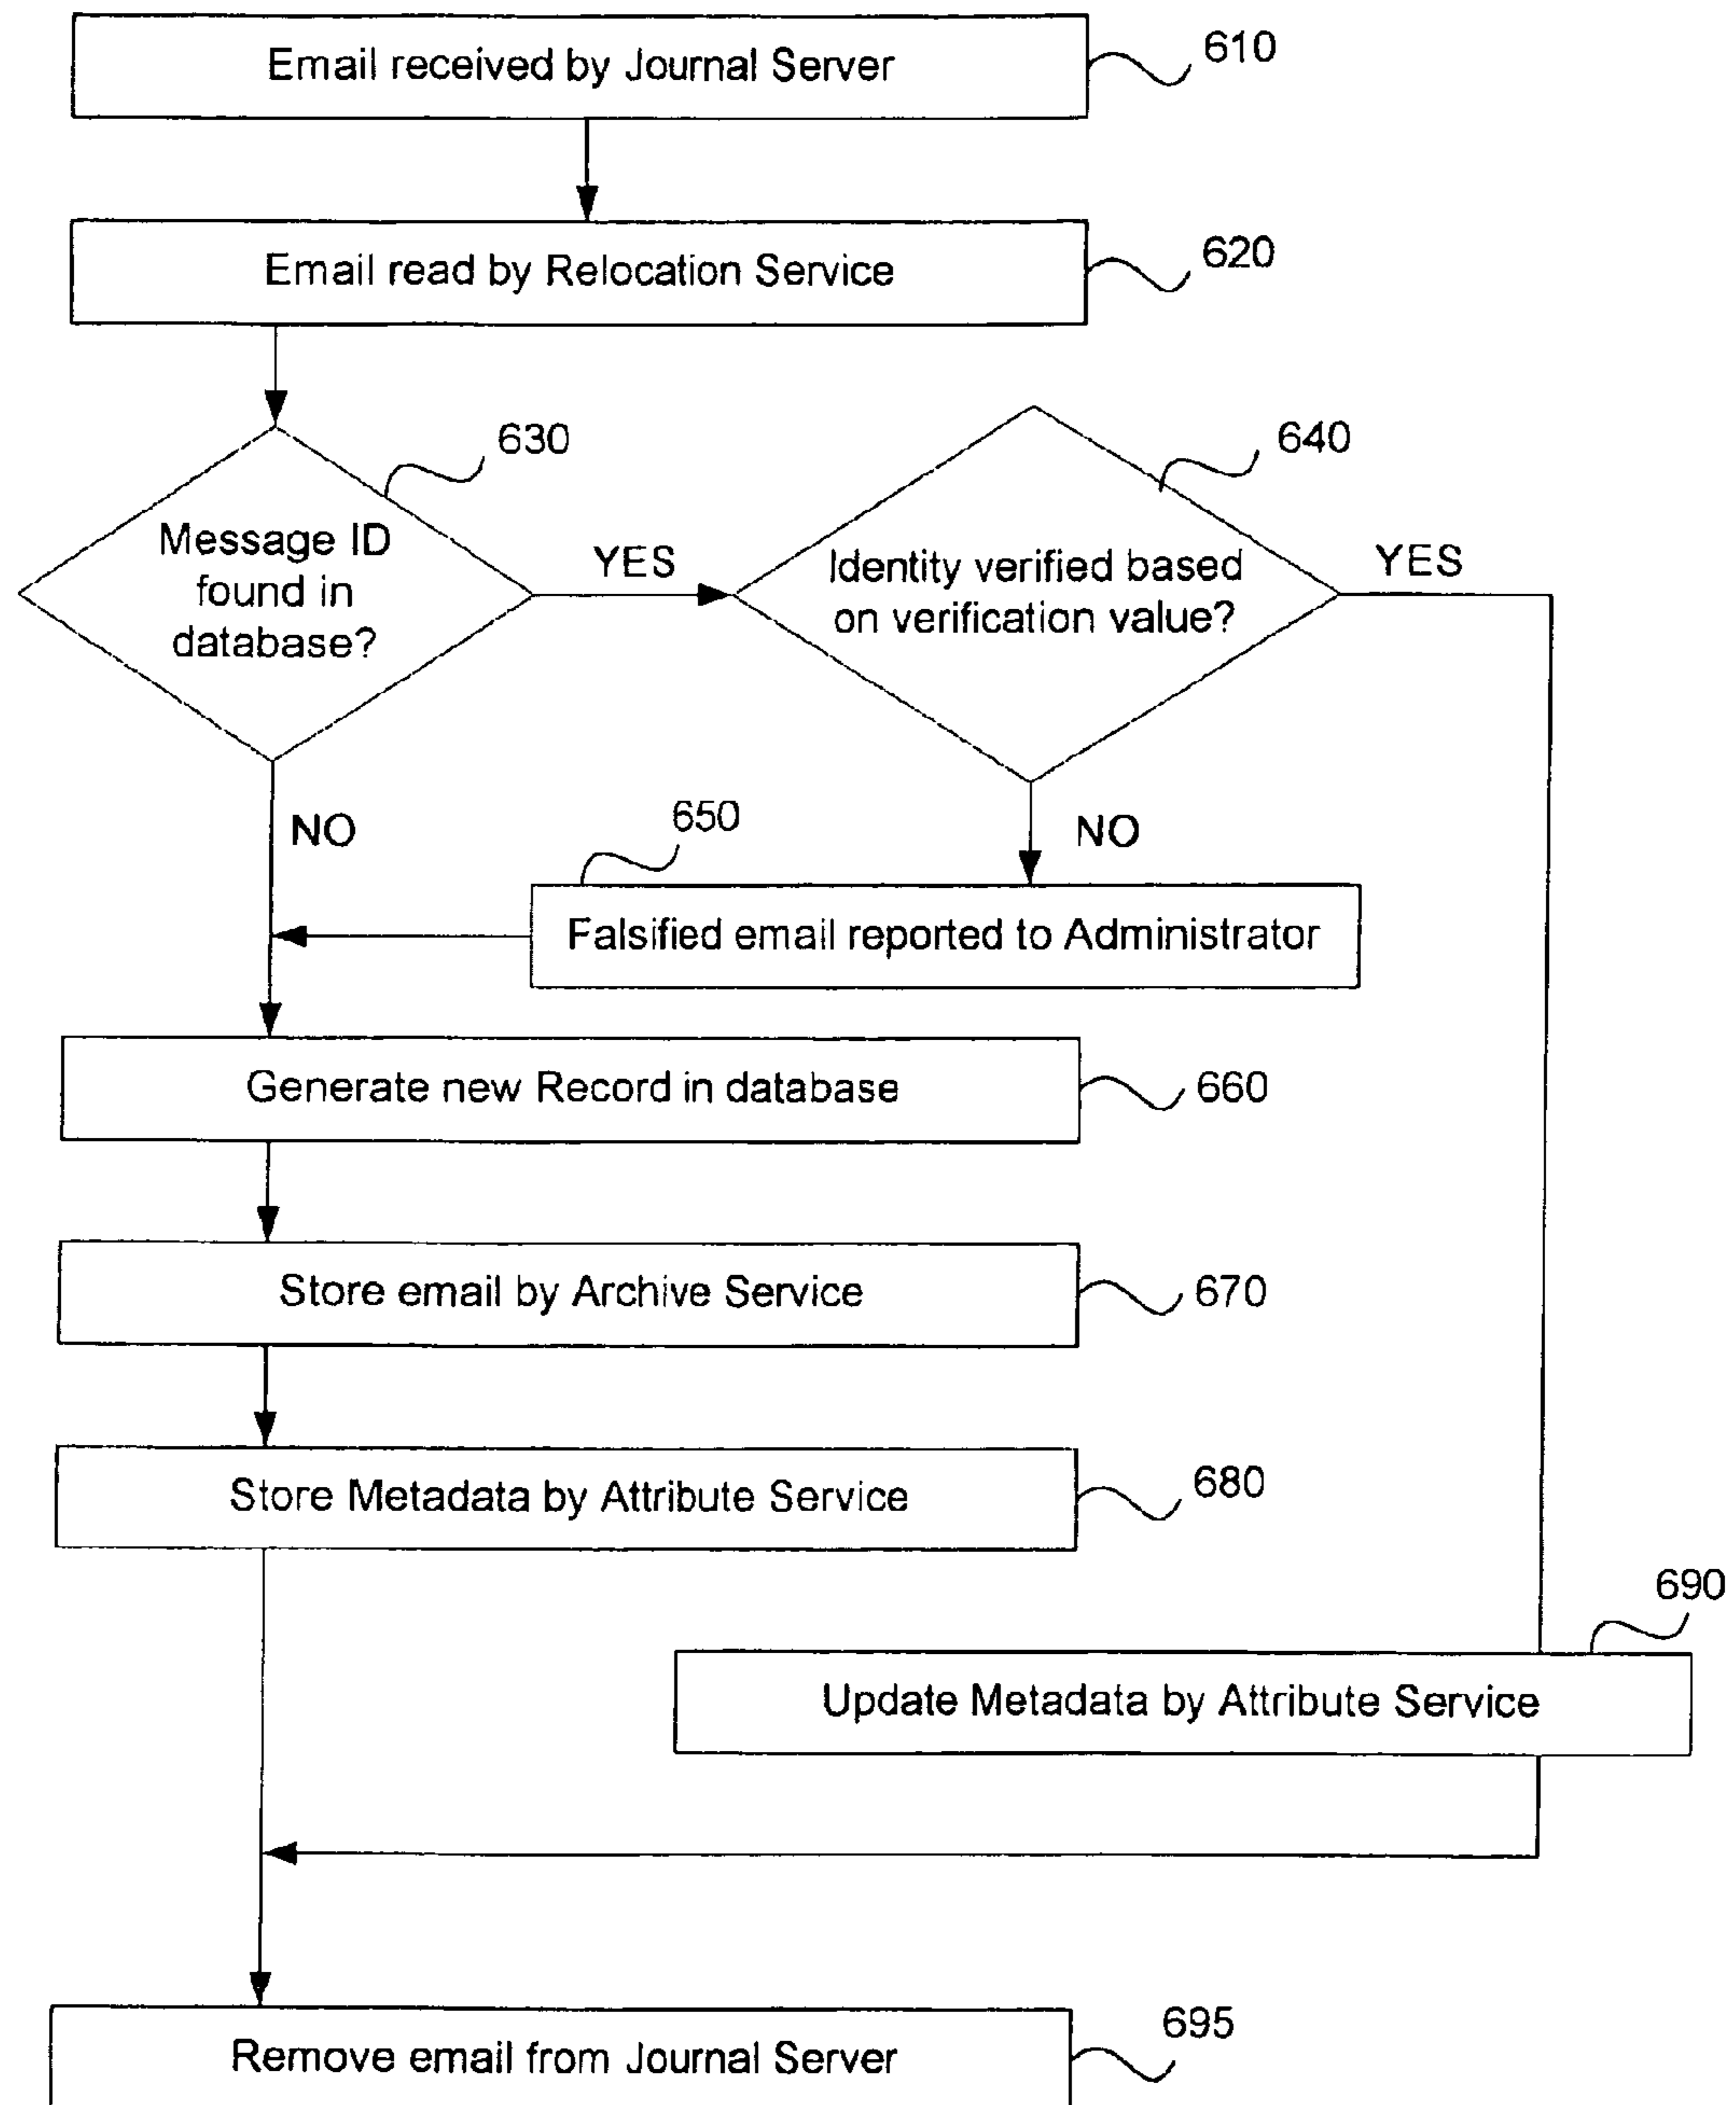 Email received by Journal Server
610
Email read by Relocation Service
620
630
Message ID
found in
database?
YES
640
Identity verified based
on verification value?
YES
NO
650
NO
Falsified email reported to Administrator
Generate new Record in database
660
Store email by Archive Service
670
Store Metadata by Attribute Service
680
690
Update Metadata by Attribute Service
Remove email from Journal Server
695